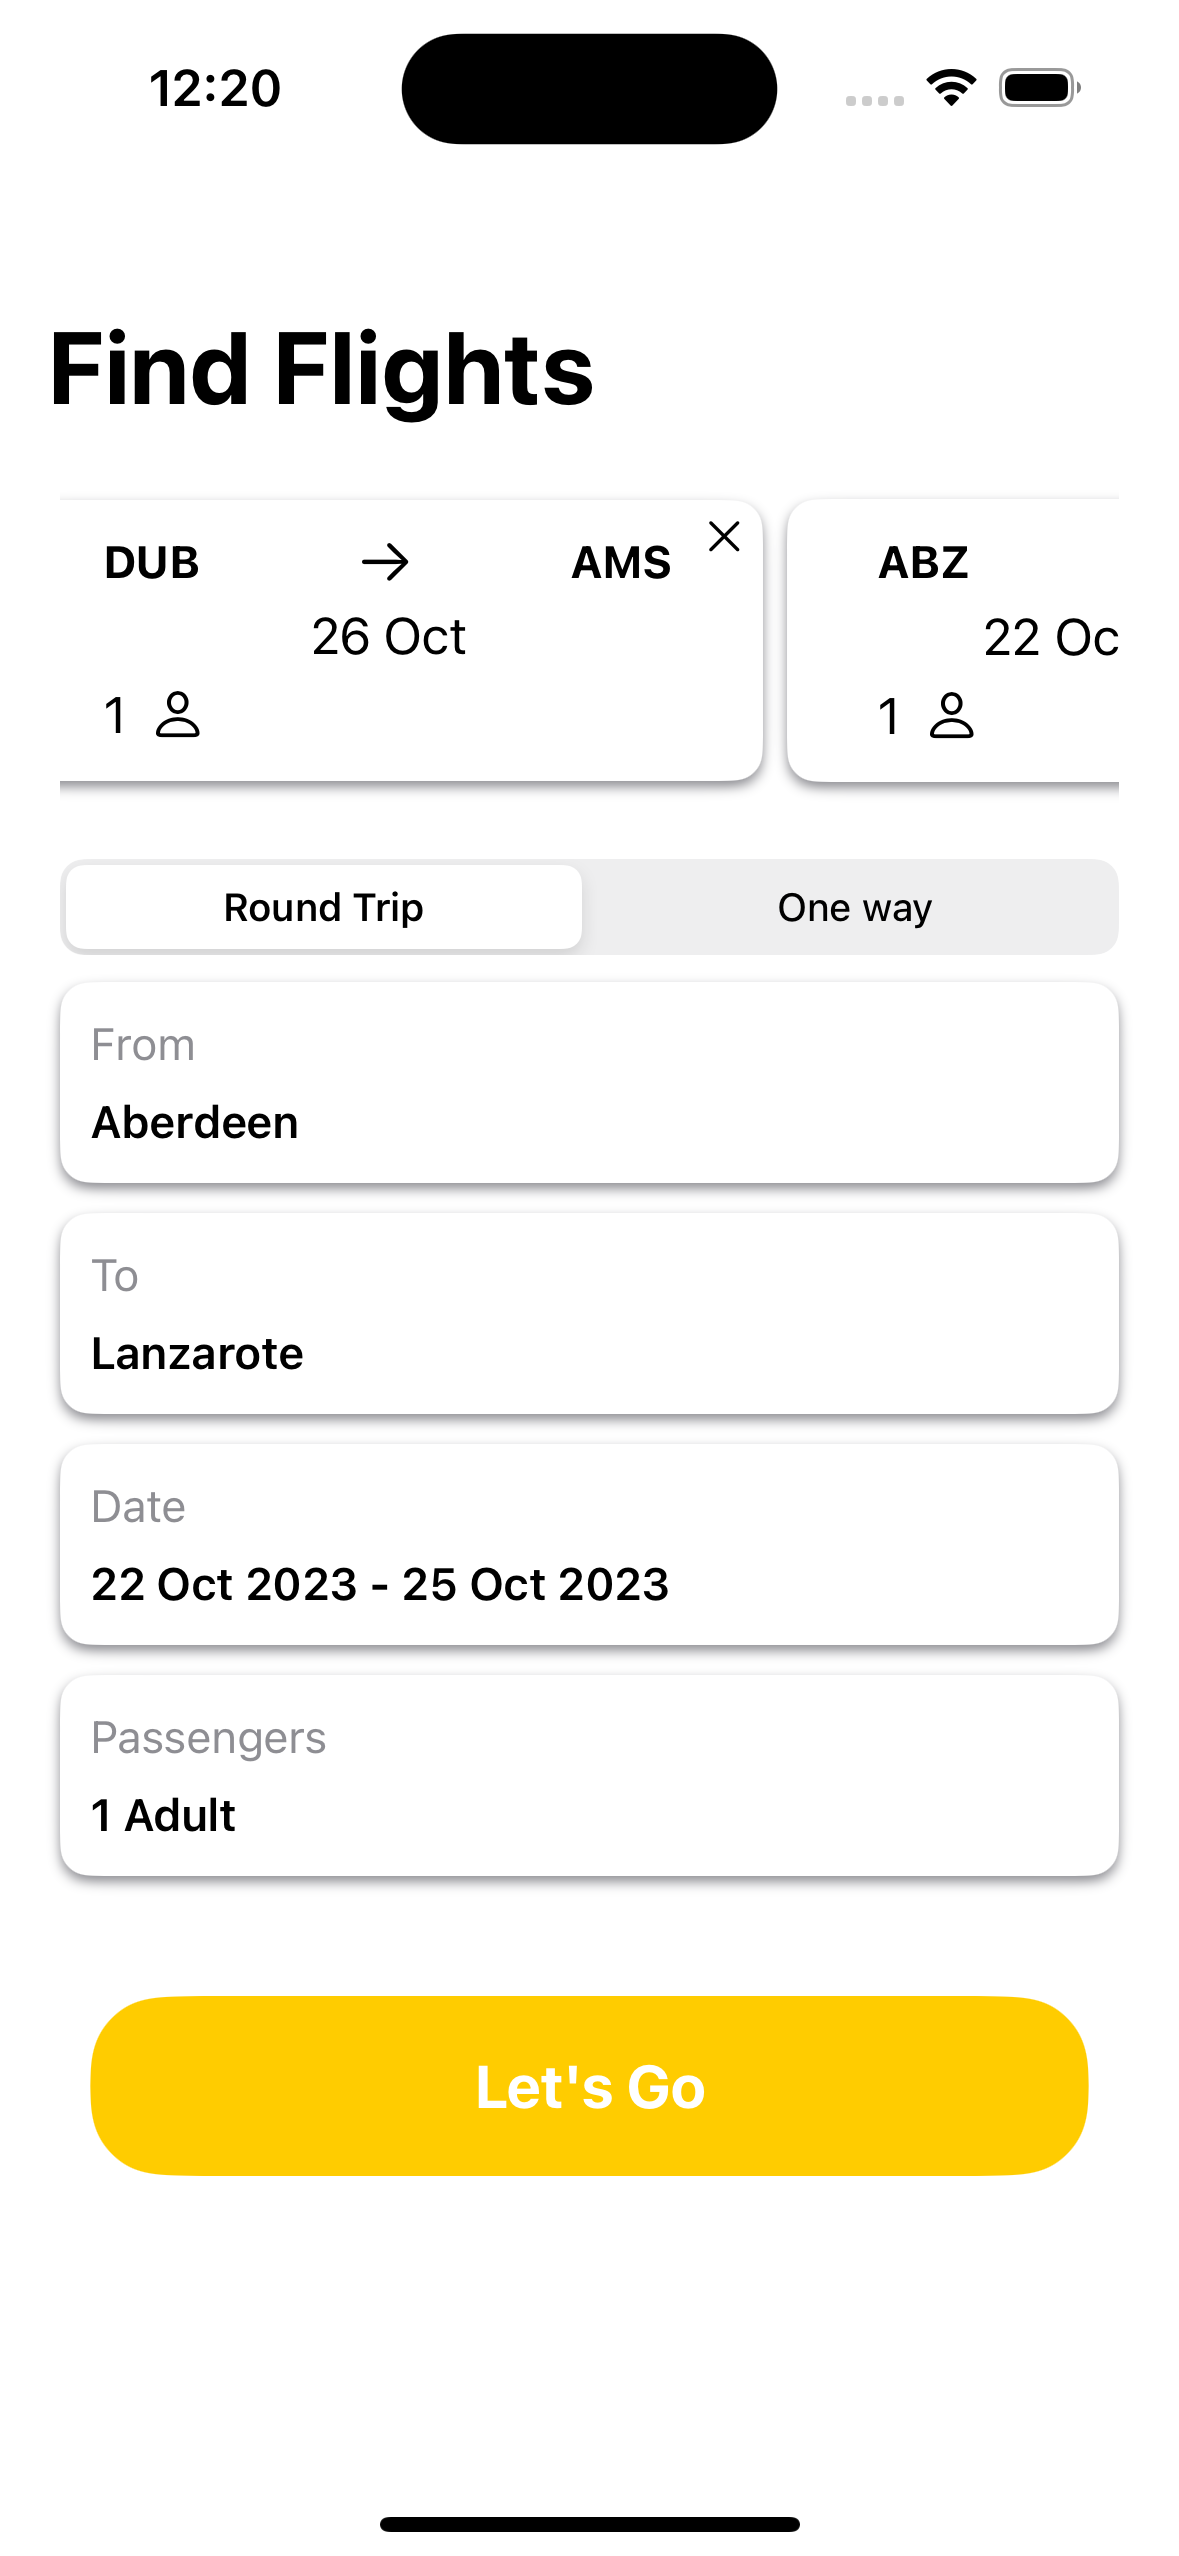 12:20
Find Flights
DUB → AMS
26 Oct
1
ABZ
22 Oc
1
Round Trip
One way
From
Aberdeen
To
Lanzarote
Date
22 Oct 2023 - 25 Oct 2023
Passengers
1 Adult
Let's Go